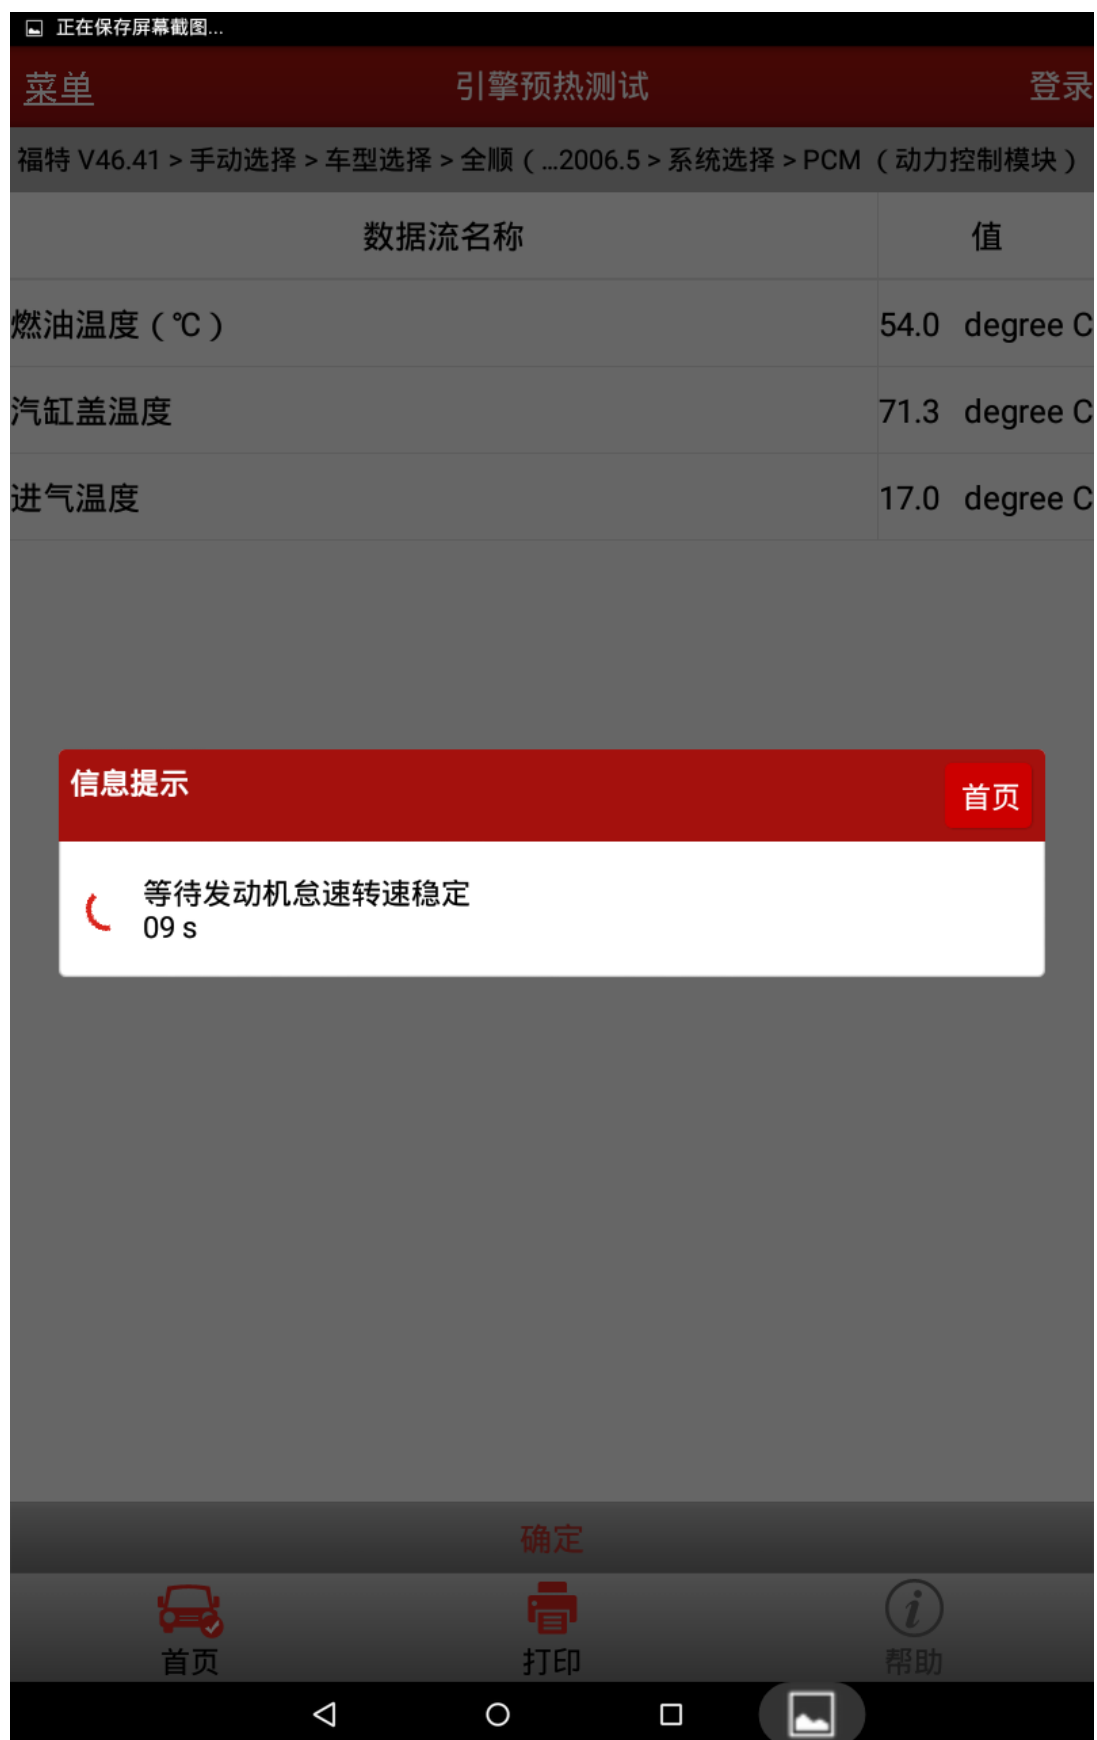 正在保存屏幕截图...
菜单 引擎预热测试 登录
福特 V46.41 > 手动选择 > 车型选择 > 全顺（...2006.5 > 系统选择 > PCM （动力控制模块）
数据流名称 值
燃油温度（℃） 54.0 degree C
汽缸盖温度 71.3 degree C
进气温度 17.0 degree C
信息提示 首页
等待发动机怠速转速稳定
09 s
确定
首页 打印 帮助